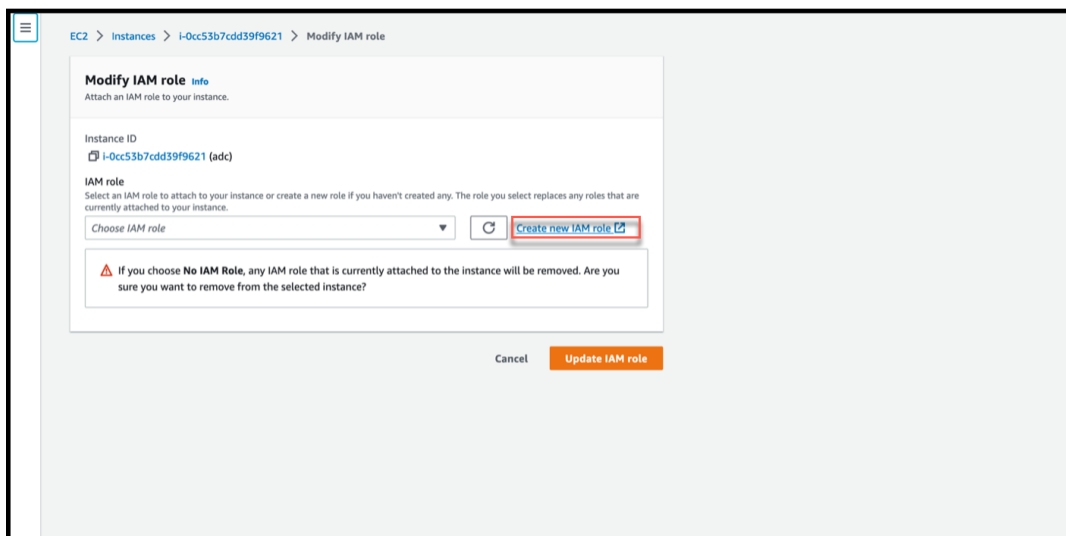 EC2 > Instances > i-0cc53b7cdd39f9621 > Modify IAM role
Modify IAM role Info
Attach an IAM role to your instance.
Instance ID
i-0cc53b7cdd39f9621 (adc)
IAM role
Select an IAM role to attach to your instance or create a new role if you haven't created any. The role you select replaces any roles that are
currently attached to your instance.
Choose IAM role
Create new IAM role
If you choose No IAM Role, any IAM role that is currently attached to the instance will be removed. Are you
sure you want to remove from the selected instance?
Cancel
Update IAM role